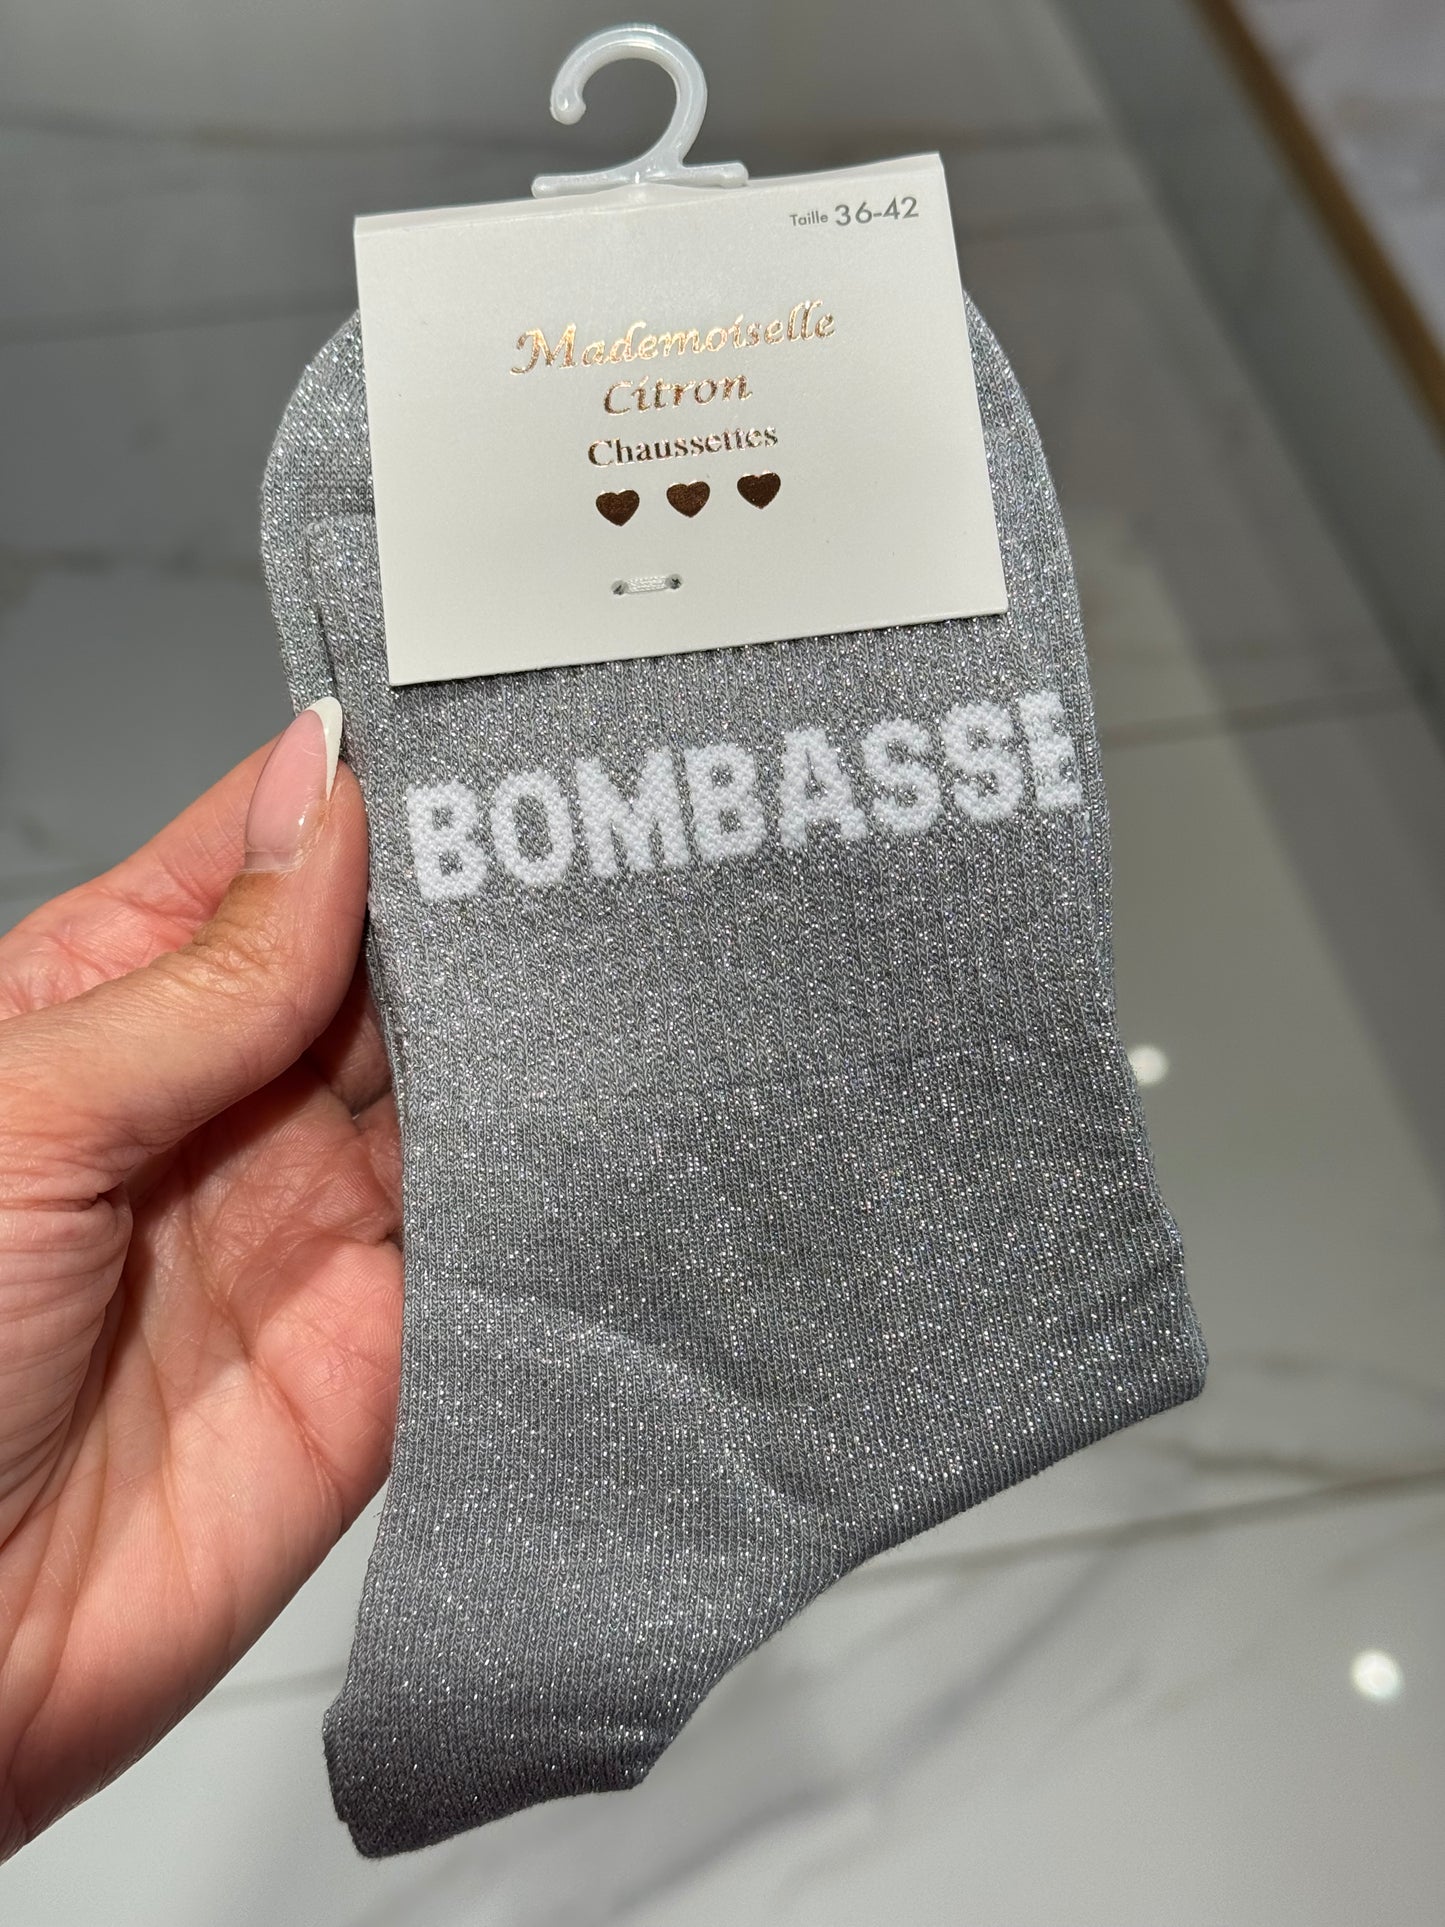 Taille 36-42
Mademoiselle
Citron
Chaussettes
BOMBASSE